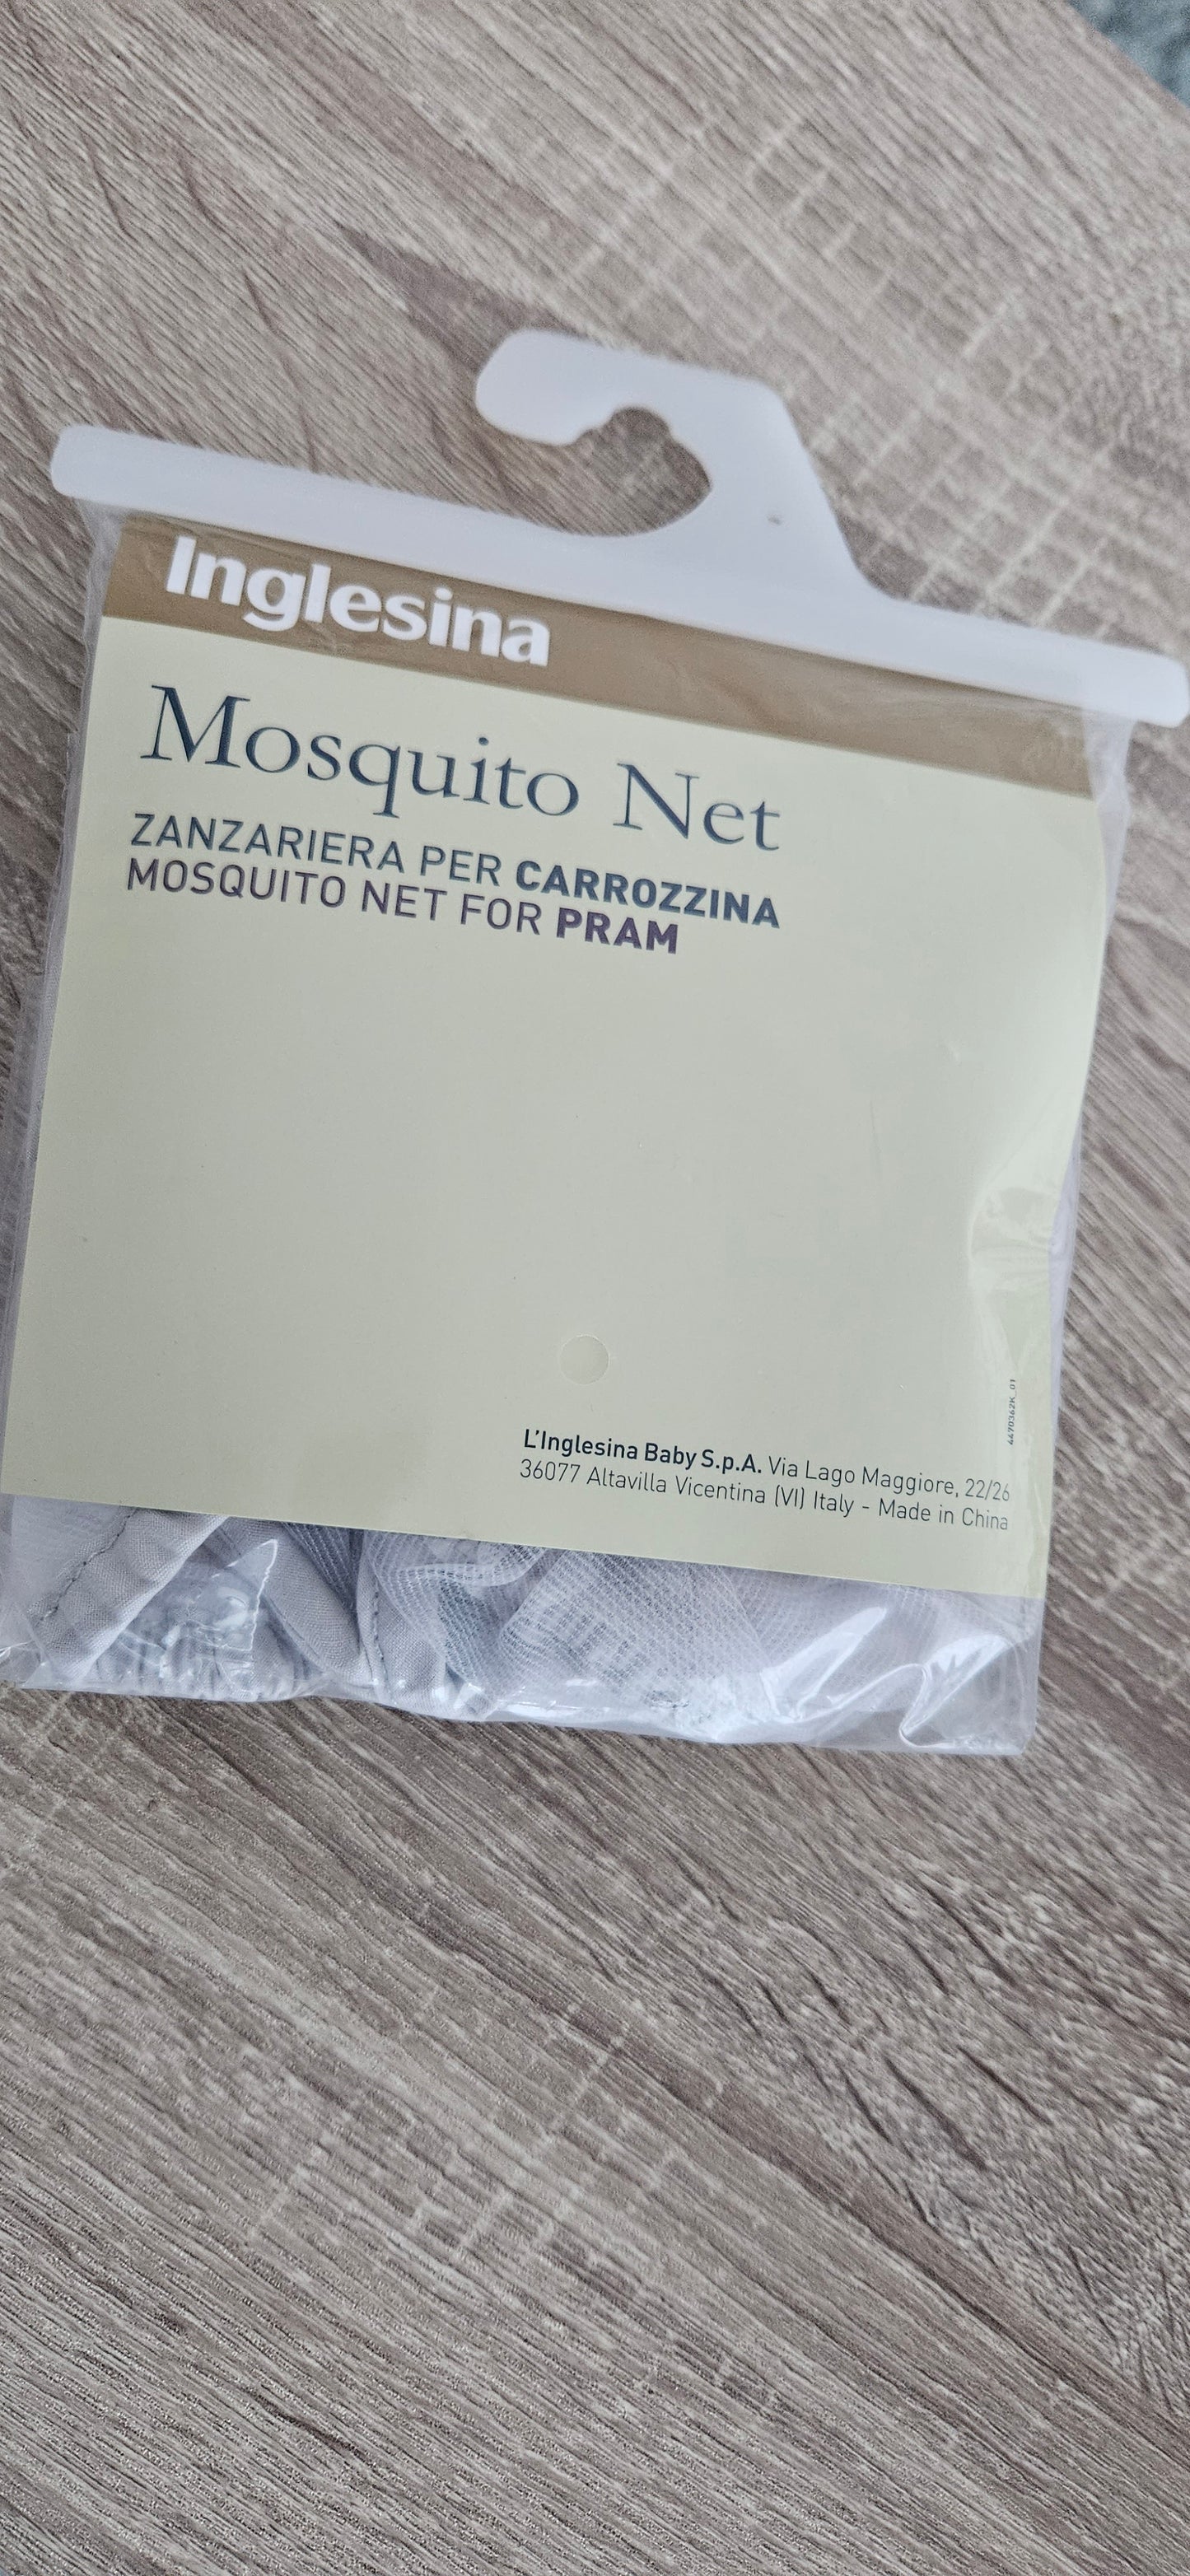 Inglesina
Mosquito Net
ZANZARIERA PER CARROZZINA
MOSQUITO NET FOR PRAM
4470362K_01
L'Inglesina Baby S.p.A. Via Lago Maggiore, 22/26
36077 Altavilla Vicentina (VI) Italy - Made in China